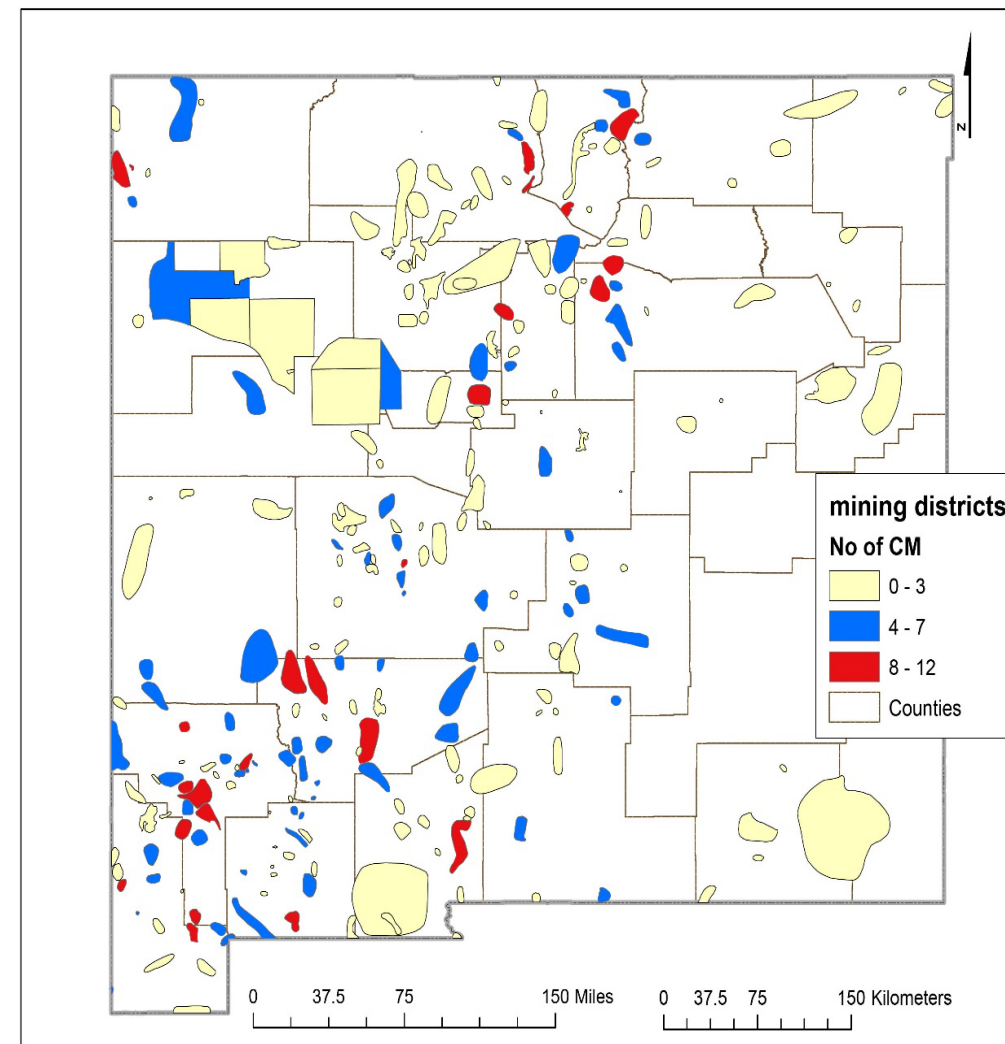 N
mining districts
No of CM
0 - 3
4 - 7
8 - 12
Counties
0 37.5 75 150 Miles
0 37.5 75 150 Kilometers